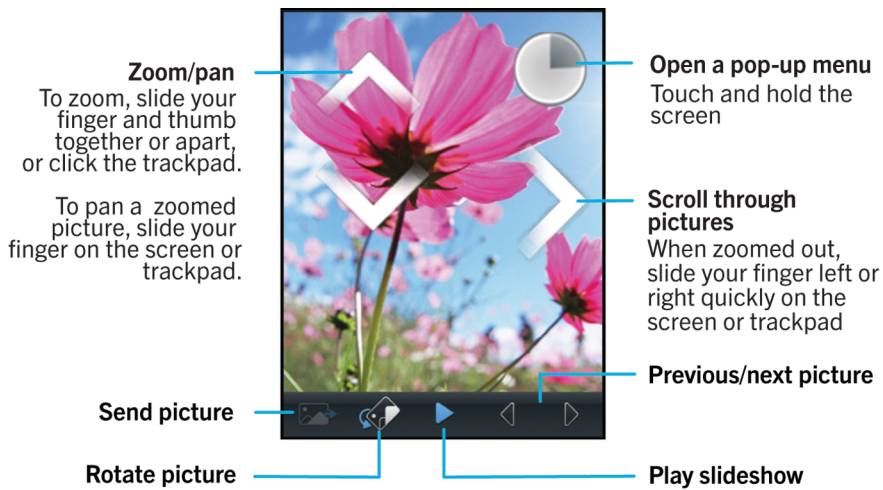 Zoom/pan
To zoom, slide your
finger and thumb
together or apart,
or click the trackpad.
To pan a zoomed
picture, slide your
finger on the screen or
trackpad.
Send picture
Rotate picture
Open a pop-up menu
Touch and hold the
screen
Scroll through
pictures
When zoomed out,
slide your finger left or
right quickly on the
screen or trackpad
Previous/next picture
Play slideshow